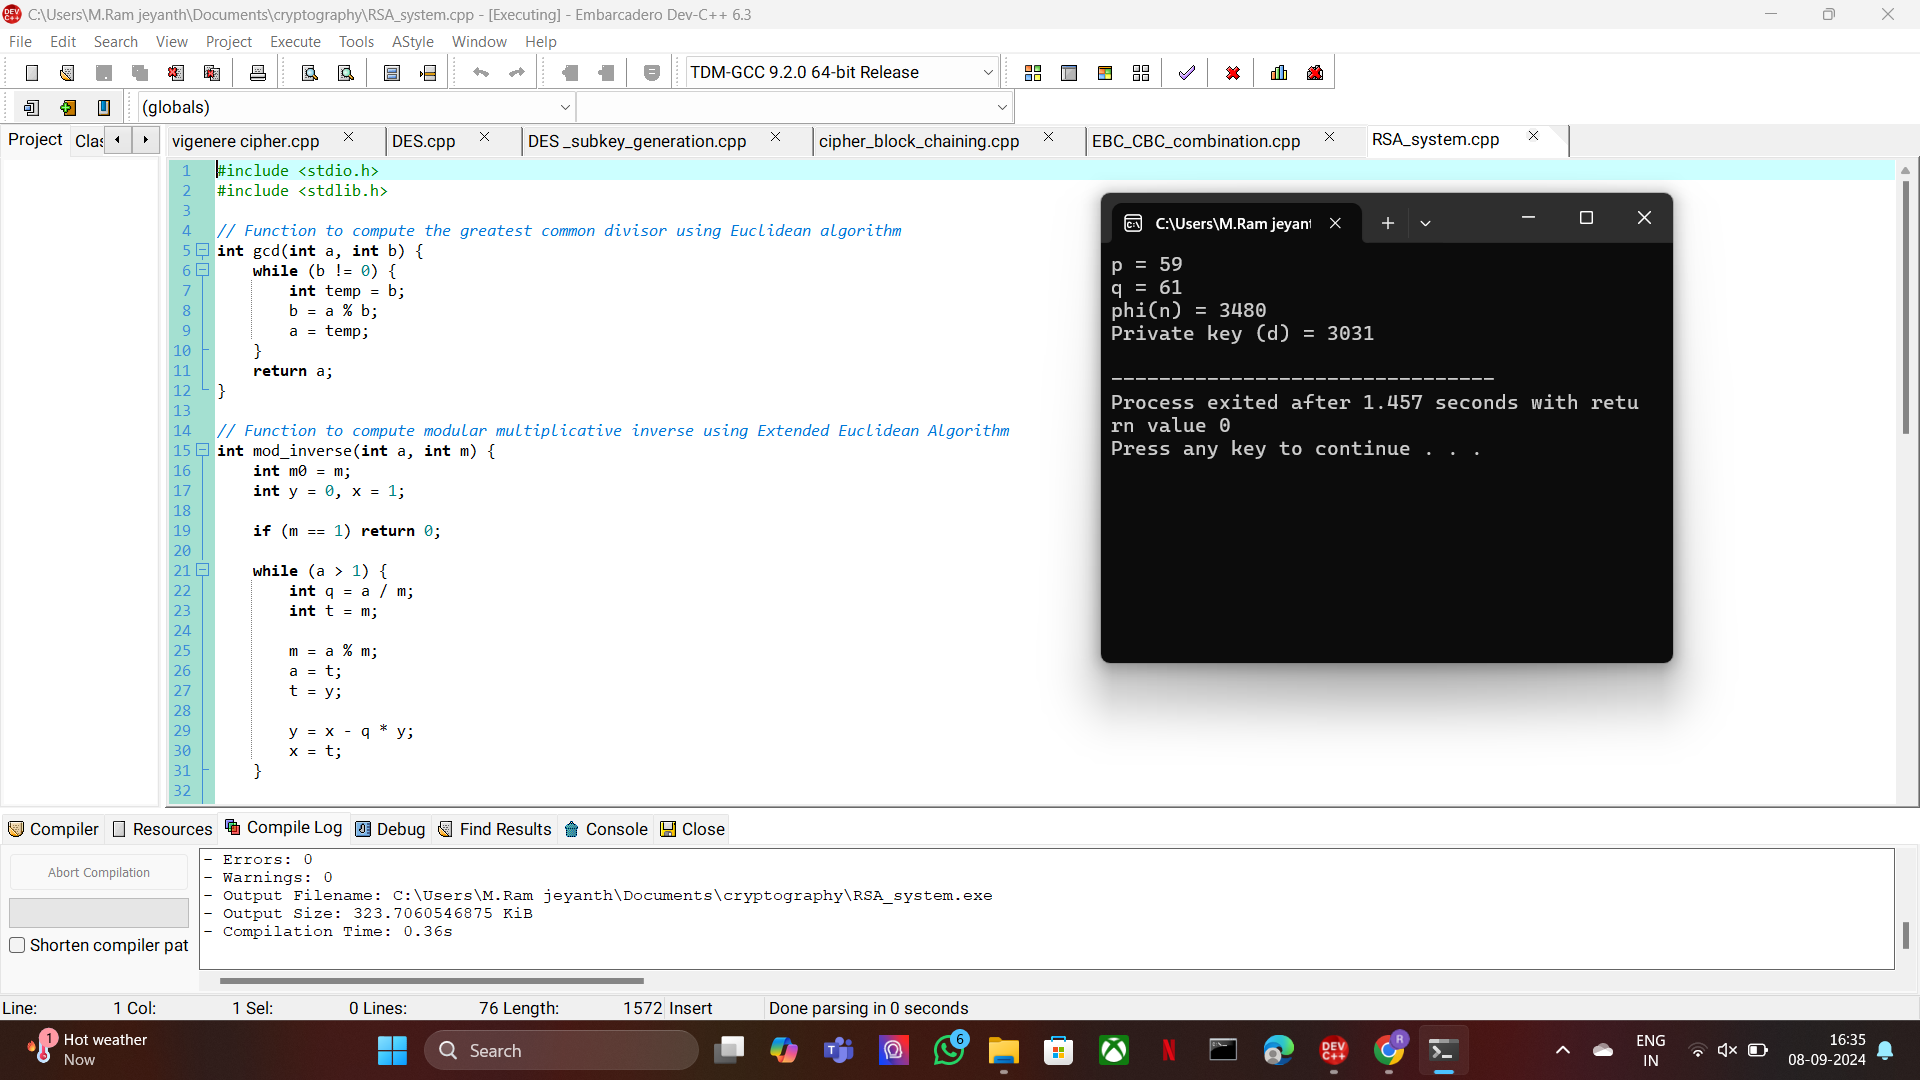 C:\Users\M.Ram jeyanth\Documents\cryptography\RSA_system.cpp - [Executing] - Embarcadero Dev-C++ 6.3
File Edit Search View Project Execute Tools AStyle Window Help
TDM-GCC 9.2.0 64-bit Release
(globals)
Project Clas
vigenere cipher.cpp DES.cpp DES _subkey_generation.cpp cipher_block_chaining.cpp EBC_CBC_combination.cpp RSA_system.cpp
1 #include <stdio.h>
2 #include <stdlib.h>
3
4 // Function to compute the greatest common divisor using Euclidean algorithm
5 int gcd(int a, int b) {
6 while (b != 0) {
7 int temp = b;
8 b = a % b;
9 a = temp;
10 }
11 return a;
12 }
13
14 // Function to compute modular multiplicative inverse using Extended Euclidean Algorithm
15 int mod_inverse(int a, int m) {
16 int m0 = m;
17 int y = 0, x = 1;
18
19 if (m == 1) return 0;
20
21 while (a > 1) {
22 int q = a / m;
23 int t = m;
24
25 m = a % m;
26 a = t;
27 t = y;
28
29 y = x - q * y;
30 x = t;
31 }
32
C:\Users\M.Ram jeyant
p = 59
q = 61
phi(n) = 3480
Private key (d) = 3031
--------------------------------
Process exited after 1.457 seconds with retu
rn value 0
Press any key to continue . . .
Compiler Resources Compile Log Debug Find Results Console Close
Abort Compilation
Shorten compiler pat
- Errors: 0
- Warnings: 0
- Output Filename: C:\Users\M.Ram jeyanth\Documents\cryptography\RSA_system.exe
- Output Size: 323.7060546875 KiB
- Compilation Time: 0.36s
Line: 1 Col: 1 Sel: 0 Lines: 76 Length: 1572 Insert Done parsing in 0 seconds
1 Hot weather
Now
Search
6
DEV C++
R
ENG
IN
16:35
08-09-2024